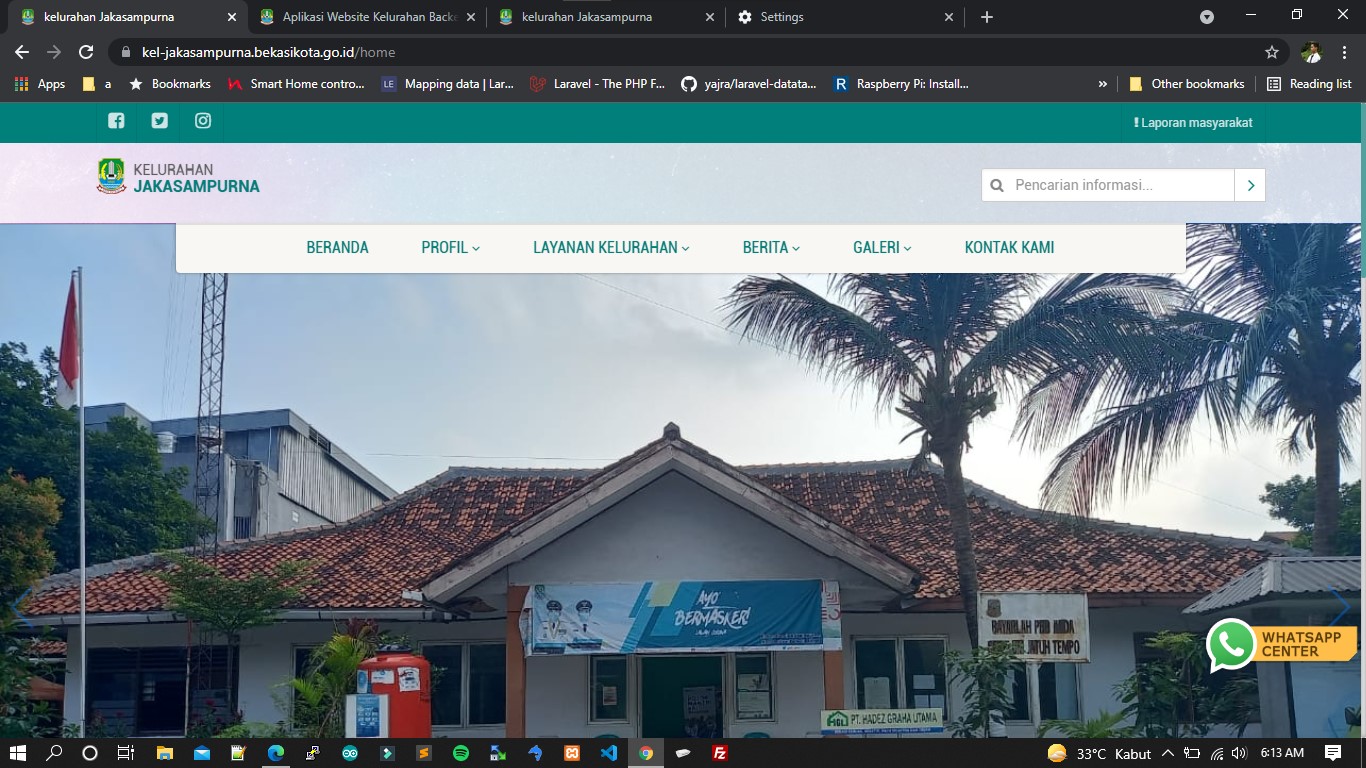 kelurahan Jakasampurna
Aplikasi Website Kelurahan Backe
kelurahan Jakasampurna
Settings
kel-jakasampurna.bekasikota.go.id/home
Apps
a
Bookmarks
Smart Home contro...
Mapping data | Lar...
Laravel - The PHP F...
yajra/laravel-datata...
Raspberry Pi: Install...
»
Other bookmarks
Reading list
! Laporan masyarakat
KELURAHAN
JAKASAMPURNA
Pencarian informasi...
BERANDA
PROFIL
LAYANAN KELURAHAN
BERITA
GALERI
KONTAK KAMI
AYO
BERMASKER!
BAYARLAH PBB ANDA
JATUH TEMPO
WHATSAPP
CENTER
HGU
PT. HADEZ GRAHA UTAMA
33°C Kabut
6:13 AM